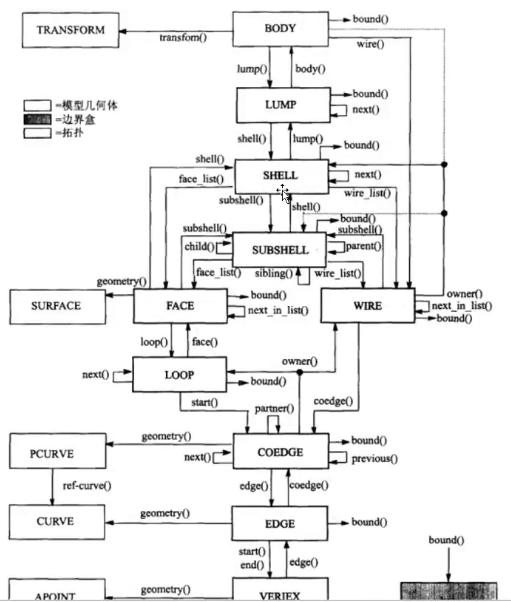 TRANSFORM
BODY
bound()
transfom()
wire()
lump()
body()
=模型几何体
=边界盒
=拓扑
LUMP
bound()
next()
shell()
lump()
bound()
shell()
face_list()
SHELL
next()
wire_list()
subshell()
shell()
bound()
subshell()
subshell()
child()
SUBSHELL
parent()
face_list()
sibling()
wire_list()
geometry()
SURFACE
FACE
bound()
next_in_list()
WIRE
owner()
next_in_list()
bound()
loop()
face()
next()
LOOP
owner()
bound()
start()
partner()
coedge()
PCURVE
geometry()
next()
COEDGE
bound()
previous()
ref-curve()
edge()
coedge()
CURVE
geometry()
EDGE
bound()
start()
end()
edge()
bound()
APOINT
geometry()
VERIEX